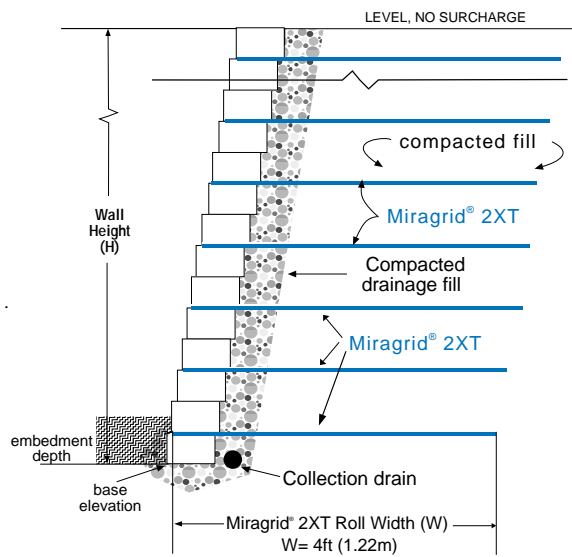 LEVEL, NO SURCHARGE
compacted fill
Wall
Height
(H)
Miragrid® 2XT
Compacted
drainage fill
Miragrid® 2XT
embedment
depth
base
elevation
Collection drain
Miragrid® 2XT Roll Width (W)
W= 4ft (1.22m)